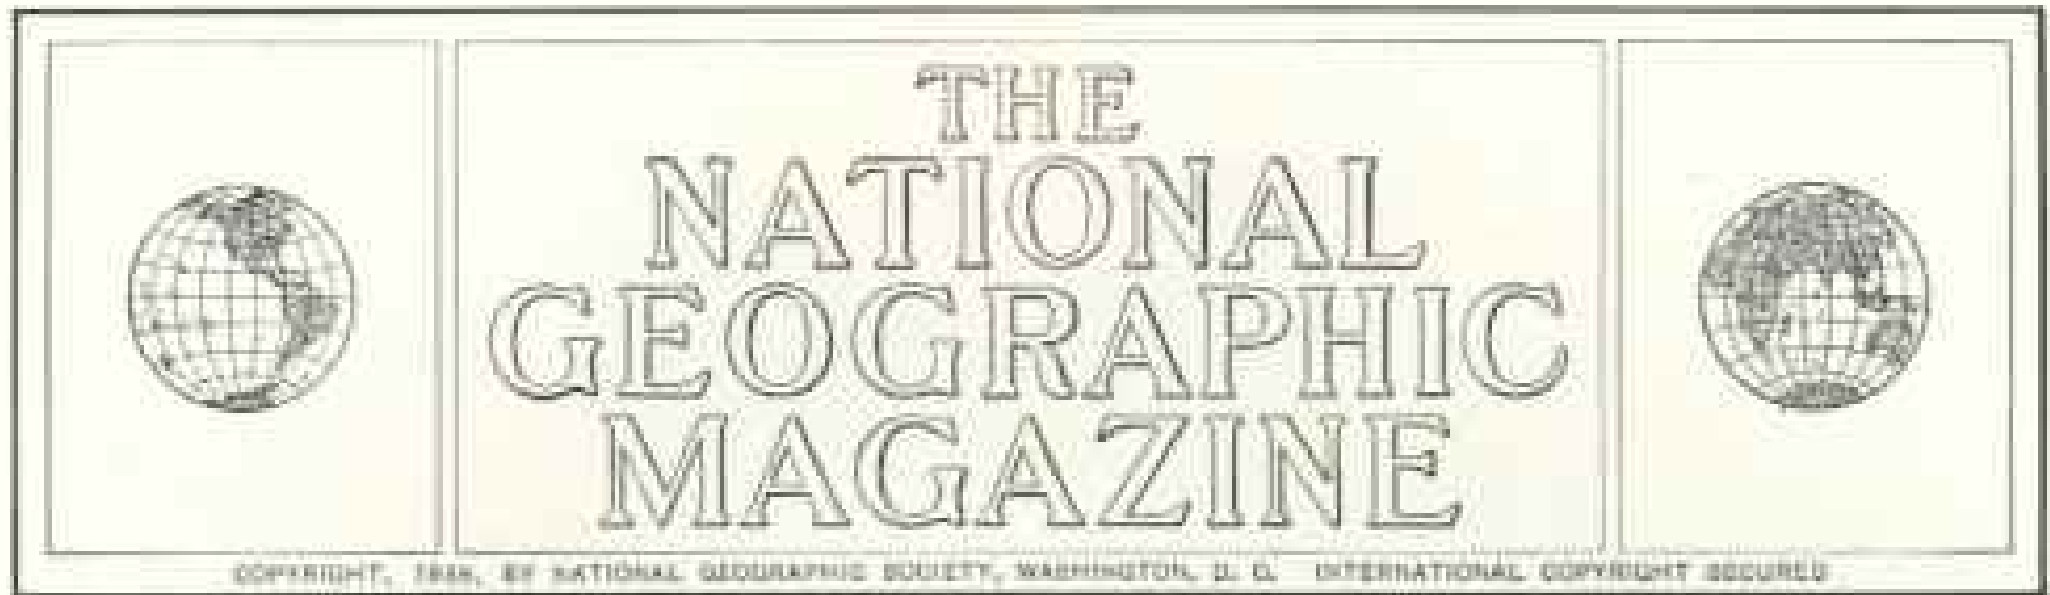 THE
NATIONAL
GEOGRAPHIC
MAGAZINE
COPYRIGHT, BY NATIONAL GEOGRAPHIC SOCIETY, WASHINGTON, D. C. INTERNATIONAL COPYRIGHT SECURED